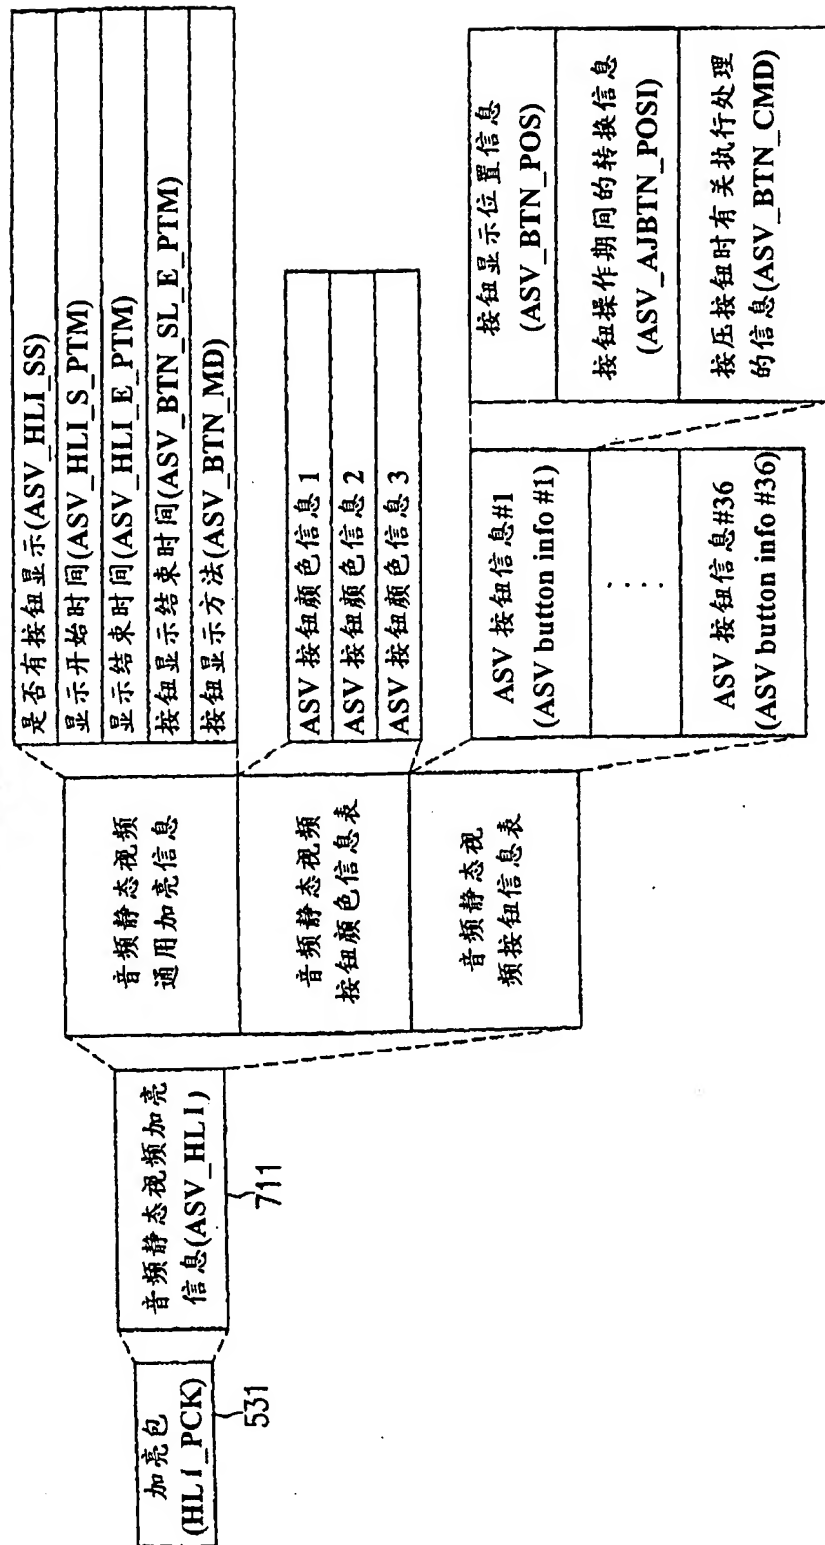 加亮包
(HLI_PCK)
531
音频静态视频加亮
信息(ASV_HLI)
711
音频静态视频
通用加亮信息
音频静态视频
按钮颜色信息表
音频静态视
频按钮信息表
是否有按钮显示(ASV_HLI_SS)
显示开始时间(ASV_HLI_S_PTM)
显示结束时间(ASV_HLI_E_PTM)
按钮显示结束时间(ASV_BTN_SL_E_PTM)
按钮显示方法(ASV_BTN_MD)
ASV 按钮颜色信息 1
ASV 按钮颜色信息 2
ASV 按钮颜色信息 3
ASV 按钮信息#1
(ASV button info #1)
....
ASV 按钮信息#36
(ASV button info #36)
按钮显示位置信息
(ASV_BTN_POS)
按钮操作期间的转换信息
(ASV_AJBTN_POSI)
按压按钮时有关执行处理
的信息(ASV_BTN_CMD)